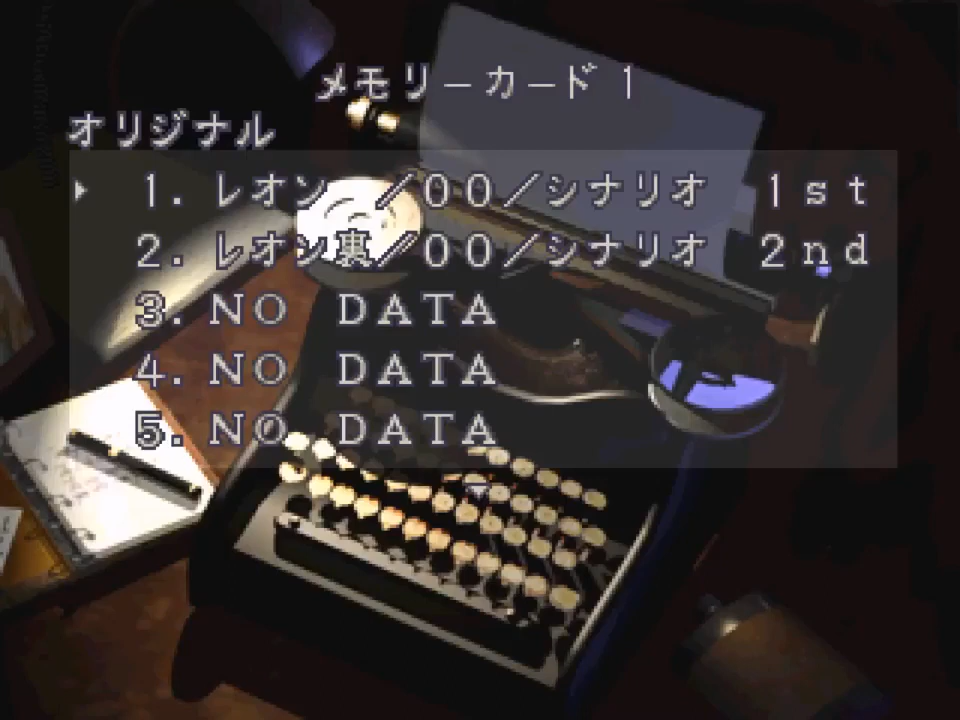 メモリーカード 1
オリジナル
1. レオン ／00／シナリオ 1st
2. レオン裏／00／シナリオ 2nd
3. NO DATA
4. NO DATA
5. NO DATA